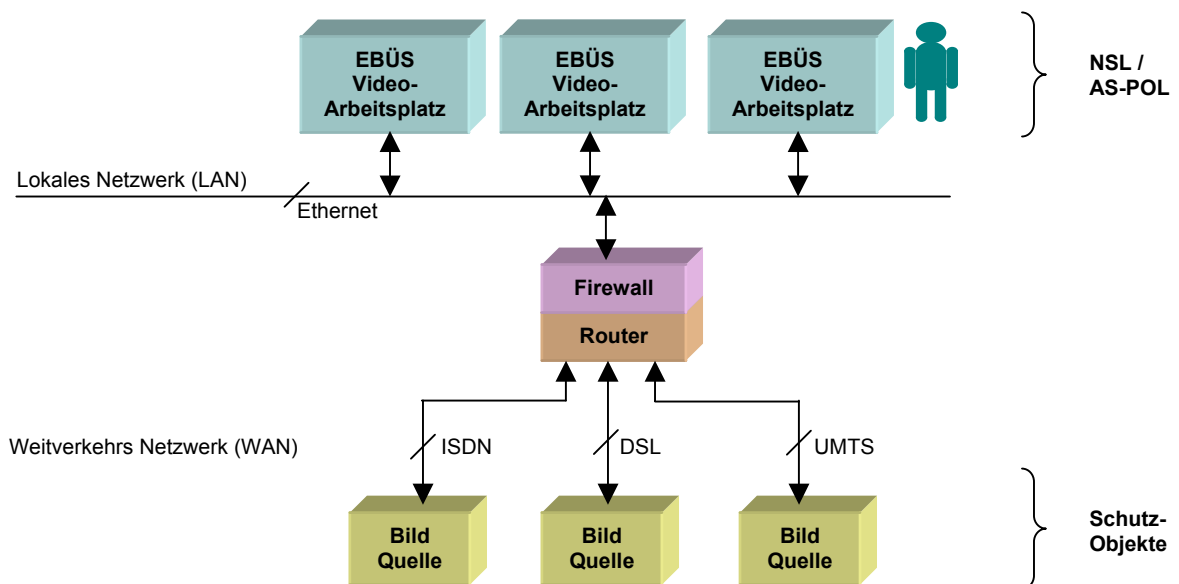 EBÜS
Video-
Arbeitsplatz
EBÜS
Video-
Arbeitsplatz
EBÜS
Video-
Arbeitsplatz
NSL /
AS-POL
Lokales Netzwerk (LAN)
Ethernet
Firewall
Router
Weitverkehrs Netzwerk (WAN)
ISDN
DSL
UMTS
Bild
Quelle
Bild
Quelle
Bild
Quelle
Schutz-
Objekte